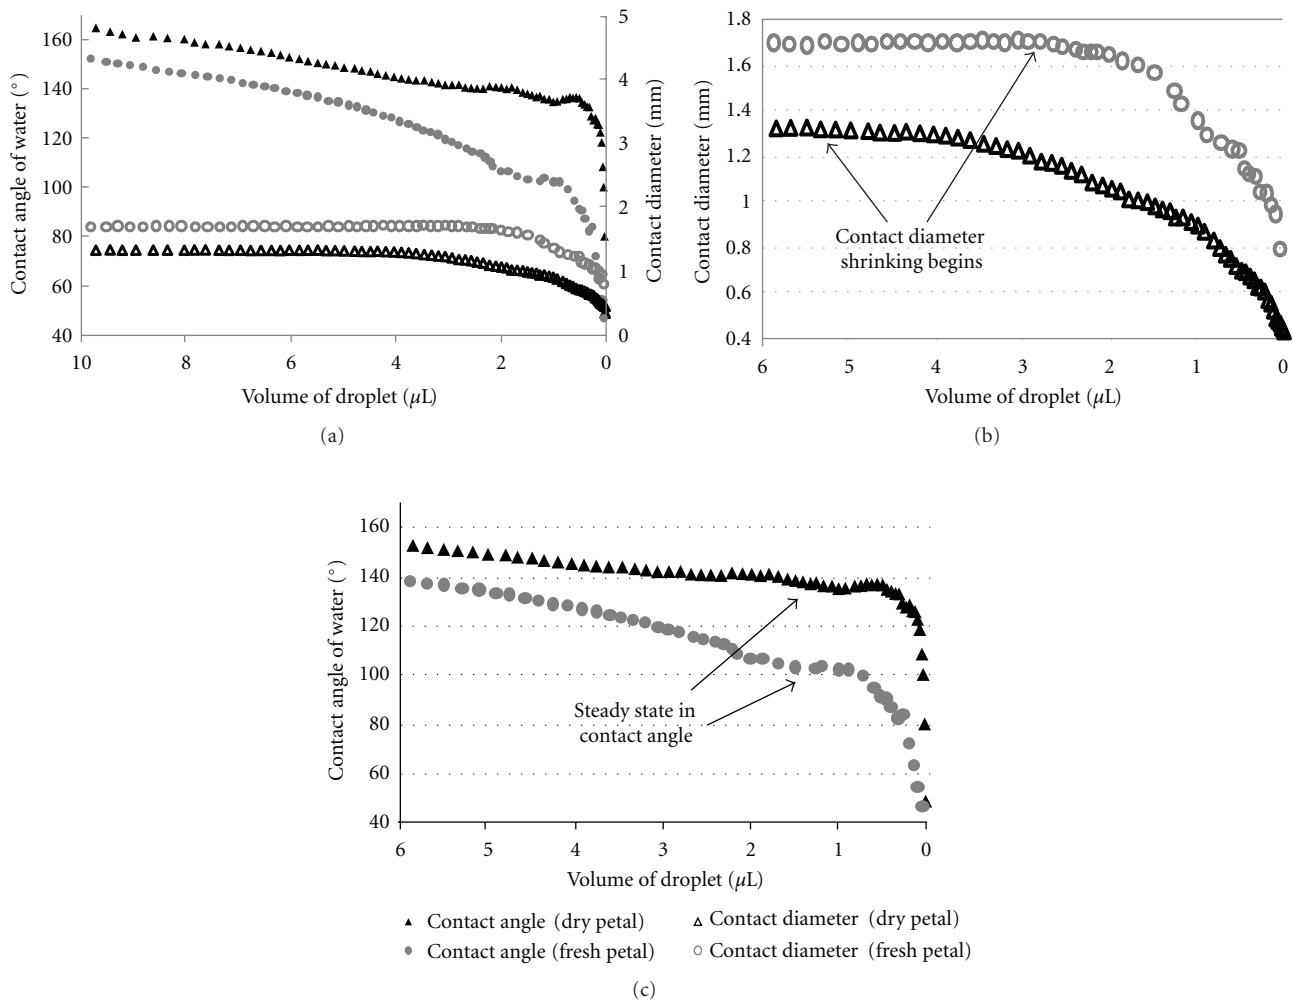 160
140
120
100
80
60
40
Contact angle of water (°)
5
4
3
2
1
0
Contact diameter (mm)
10
8
6
4
2
0
Volume of droplet (μL)
(a)
1.8
1.6
1.4
1.2
1
0.8
0.6
0.4
Contact diameter (mm)
Contact diameter
shrinking begins
6
5
4
3
2
1
0
Volume of droplet (μL)
(b)
160
140
120
100
80
60
40
Contact angle of water (°)
Steady state in
contact angle
6
5
4
3
2
1
0
Volume of droplet (μL)
Contact angle (dry petal)
Contact diameter (dry petal)
Contact angle (fresh petal)
Contact diameter (fresh petal)
(c)